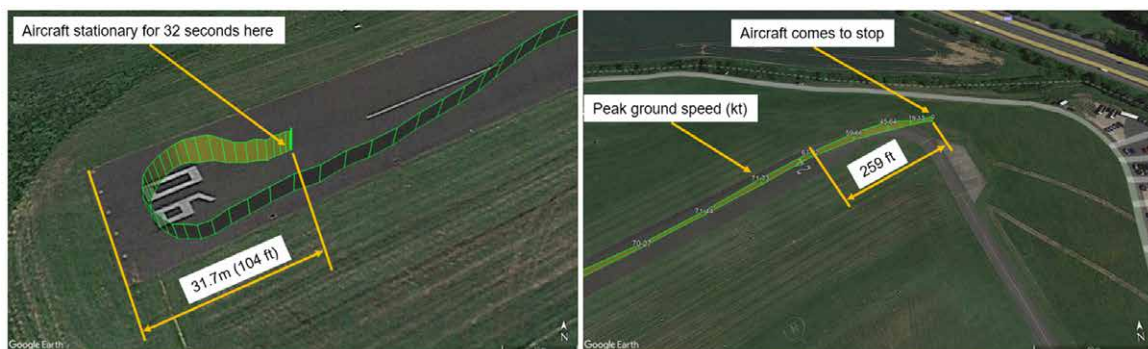 Aircraft stationary for 32 seconds here
31.7m (104 ft)
Google Earth
N
Aircraft comes to stop
Peak ground speed (kt)
259 ft
Google Earth
N